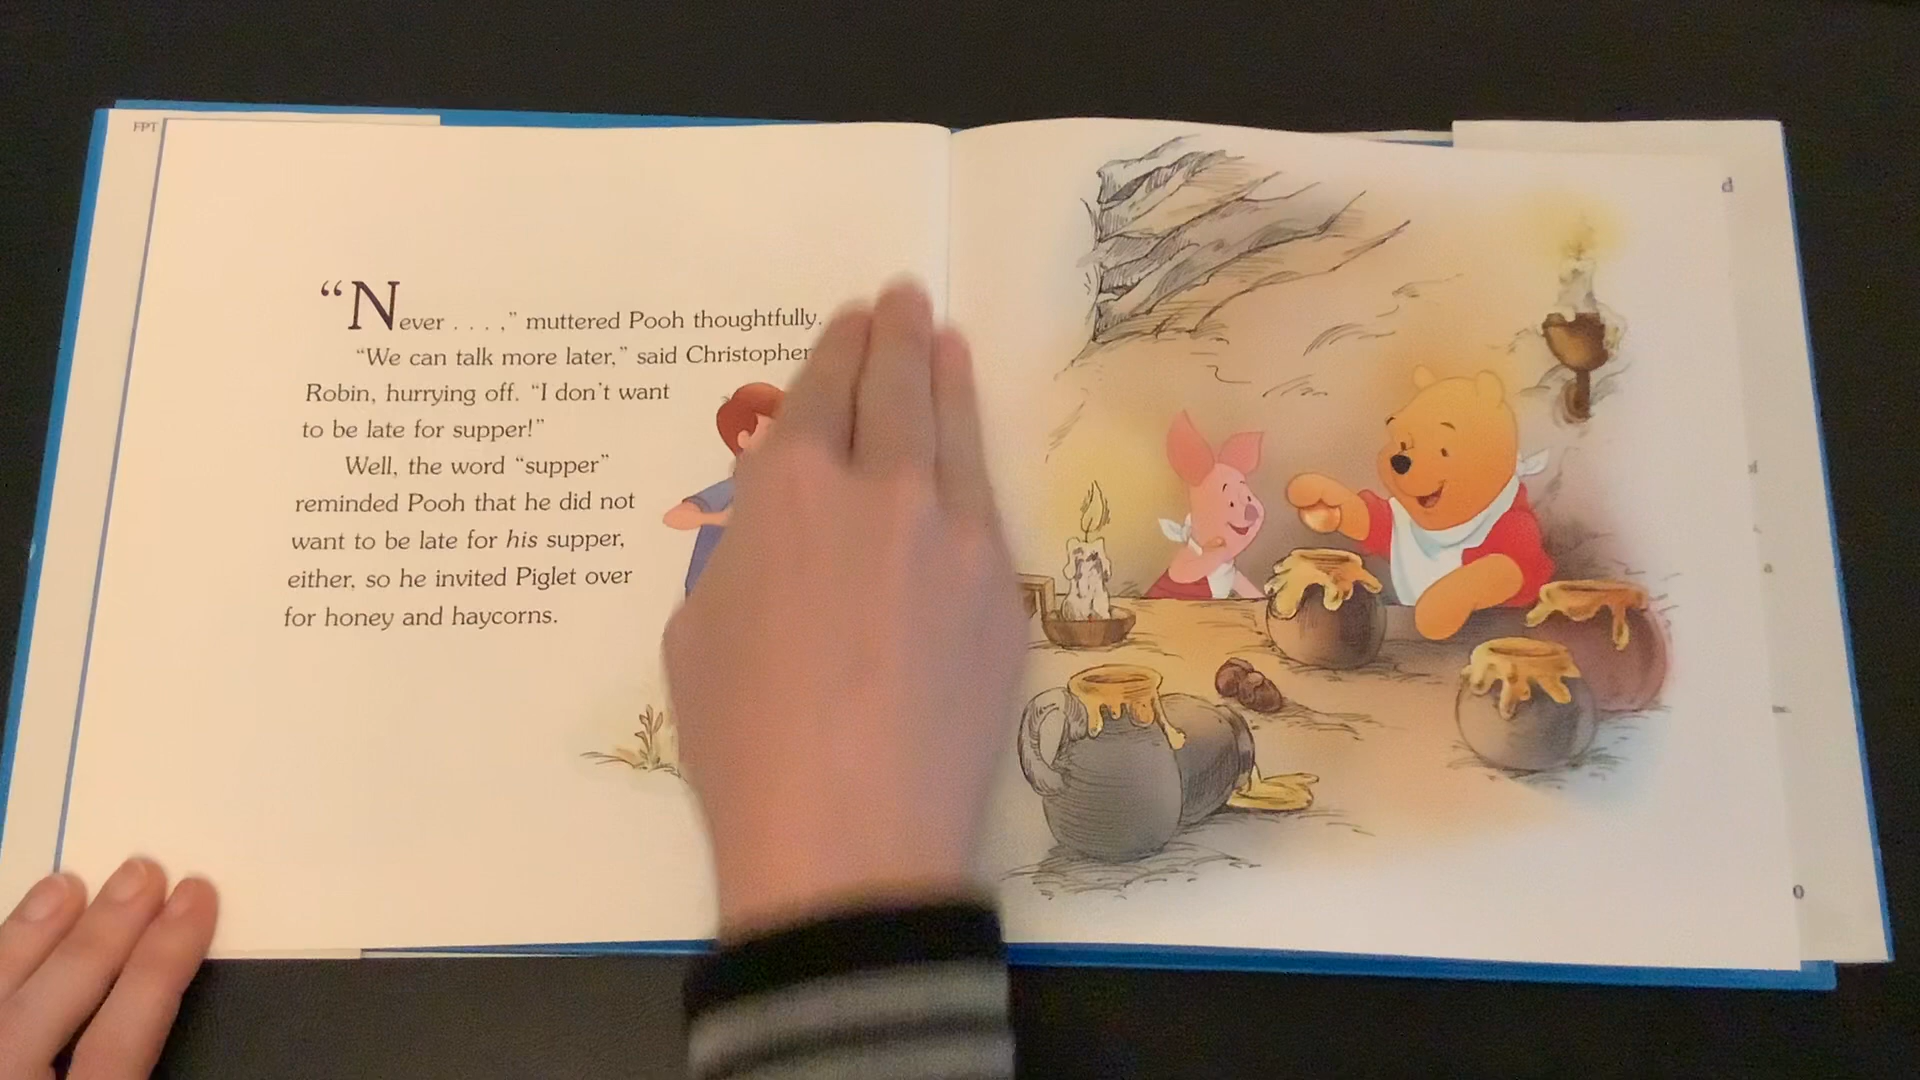 FPT
“Never . . . ,” muttered Pooh thoughtfully.
“We can talk more later,” said Christopher
Robin, hurrying off. “I don’t want
to be late for supper!”
Well, the word “supper”
reminded Pooh that he did not
want to be late for his supper,
either, so he invited Piglet over
for honey and haycorns.
d
0